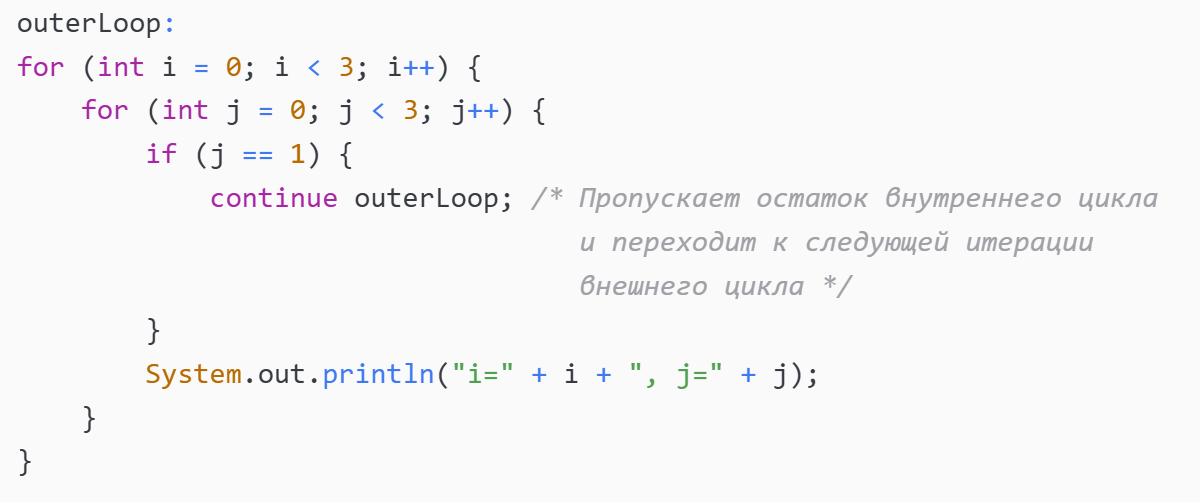 outerLoop:
for (int i = 0; i < 3; i++) {
    for (int j = 0; j < 3; j++) {
        if (j == 1) {
            continue outerLoop; /* Пропускает остаток внутреннего цикла
                                   и переходит к следующей итерации
                                   внешнего цикла */
        }
        System.out.println("i=" + i + ", j=" + j);
    }
}